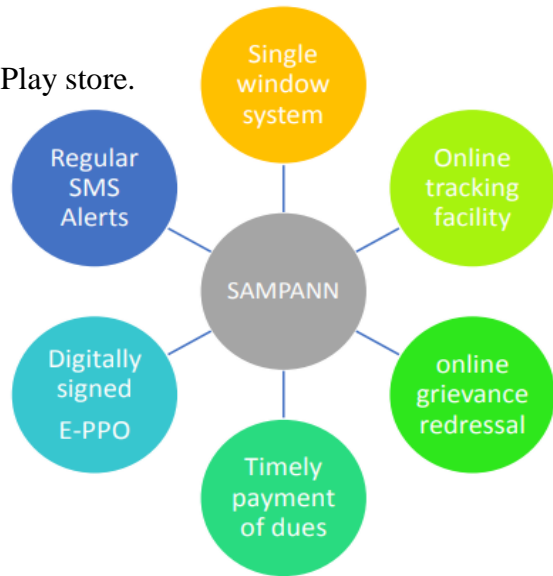 Play store.
Single
window
system
Regular
SMS
Alerts
Online
tracking
facility
SAMPANN
Digitally
signed
E-PPO
online
grievance
redressal
Timely
payment
of dues